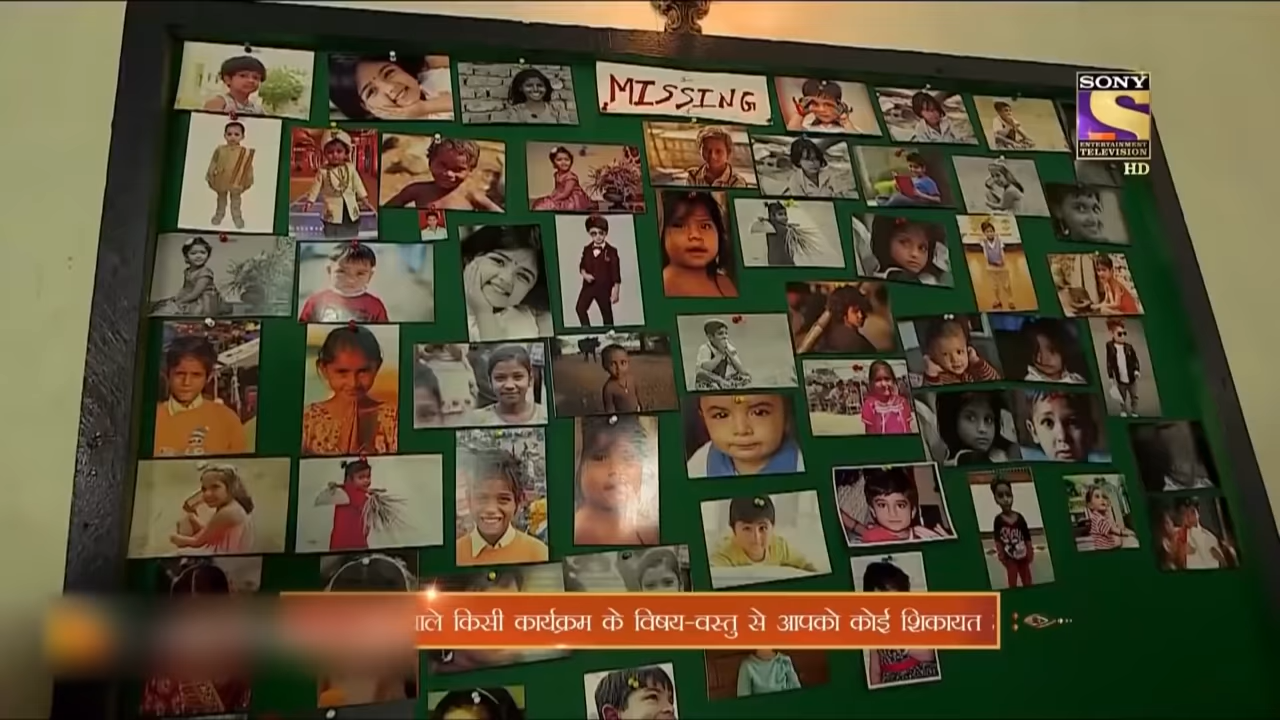 MISSING
SONY
S
ENTERTAINMENT
TELEVISION
HD
किसी कार्यक्रम के विषय-वस्तु से आपको कोई शिकायत